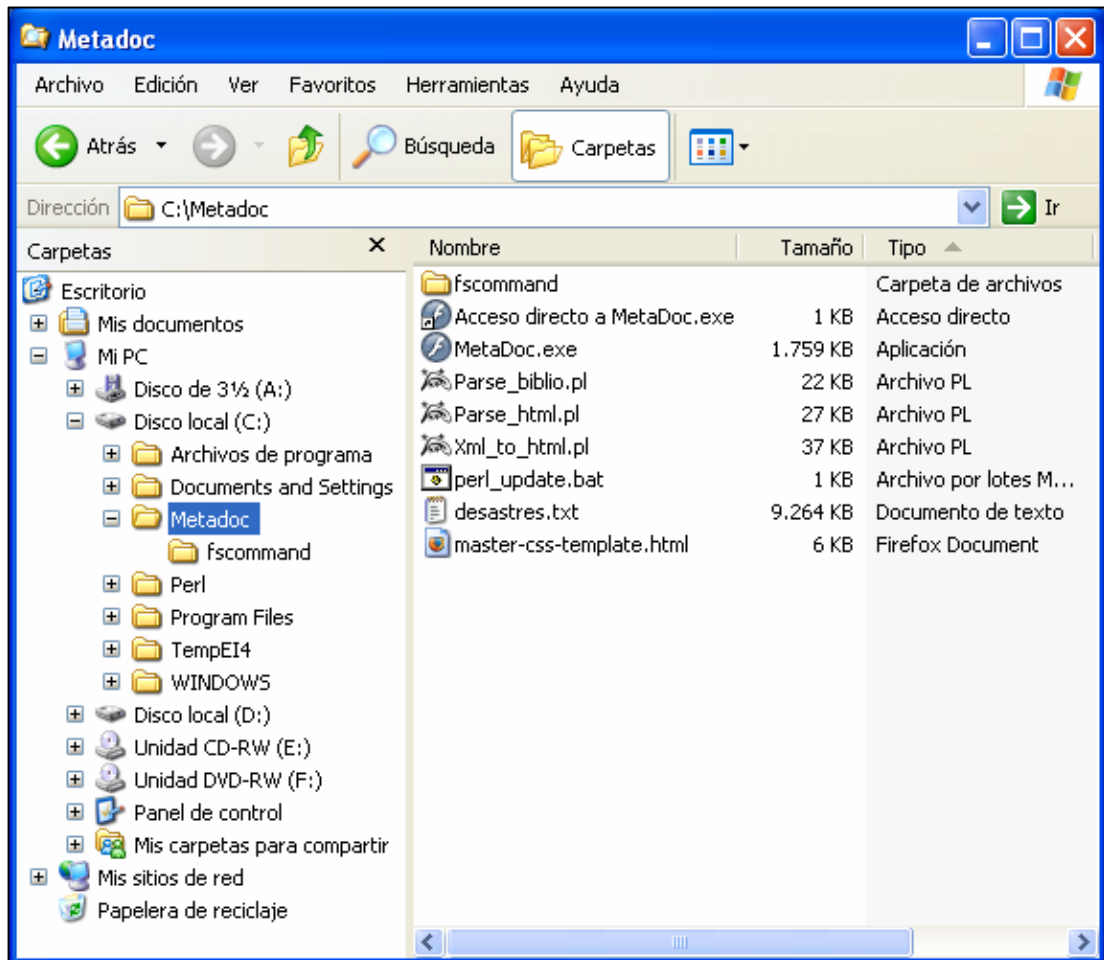 Metadoc
Archivo Edición Ver Favoritos Herramientas Ayuda
Atrás Búsqueda Carpetas
Dirección C:\Metadoc Ir
Carpetas
Escritorio
Mis documentos
Mi PC
Disco de 3½ (A:)
Disco local (C:)
Archivos de programa
Documents and Settings
Metadoc
fscommand
Perl
Program Files
TempEI4
WINDOWS
Disco local (D:)
Unidad CD-RW (E:)
Unidad DVD-RW (F:)
Panel de control
Mis carpetas para compartir
Mis sitios de red
Papelera de reciclaje
Nombre Tamaño Tipo
fscommand Carpeta de archivos
Acceso directo a MetaDoc.exe 1 KB Acceso directo
MetaDoc.exe 1.759 KB Aplicación
Parse_biblio.pl 22 KB Archivo PL
Parse_html.pl 27 KB Archivo PL
Xml_to_html.pl 37 KB Archivo PL
perl_update.bat 1 KB Archivo por lotes M...
desastres.txt 9.264 KB Documento de texto
master-css-template.html 6 KB Firefox Document